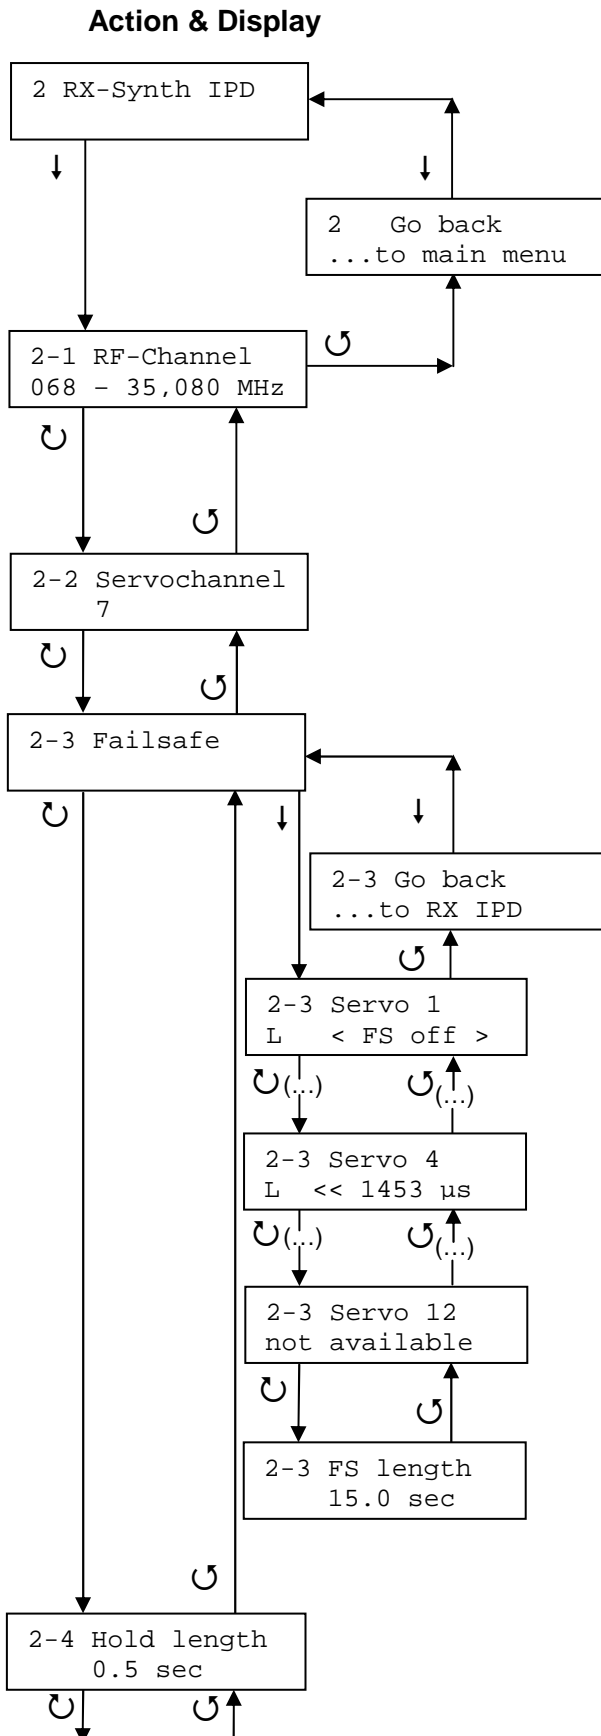 Action & Display
2 RX-Synth IPD
2 Go back
...to main menu
2-1 RF-Channel
068 – 35,080 MHz
2-2 Servochannel
7
2-3 Failsafe
2-3 Go back
...to RX IPD
2-3 Servo 1
L < FS off >
(...) (...)
2-3 Servo 4
L << 1453 µs
(...) (...)
2-3 Servo 12
not available
2-3 FS length
15.0 sec
2-4 Hold length
0.5 sec